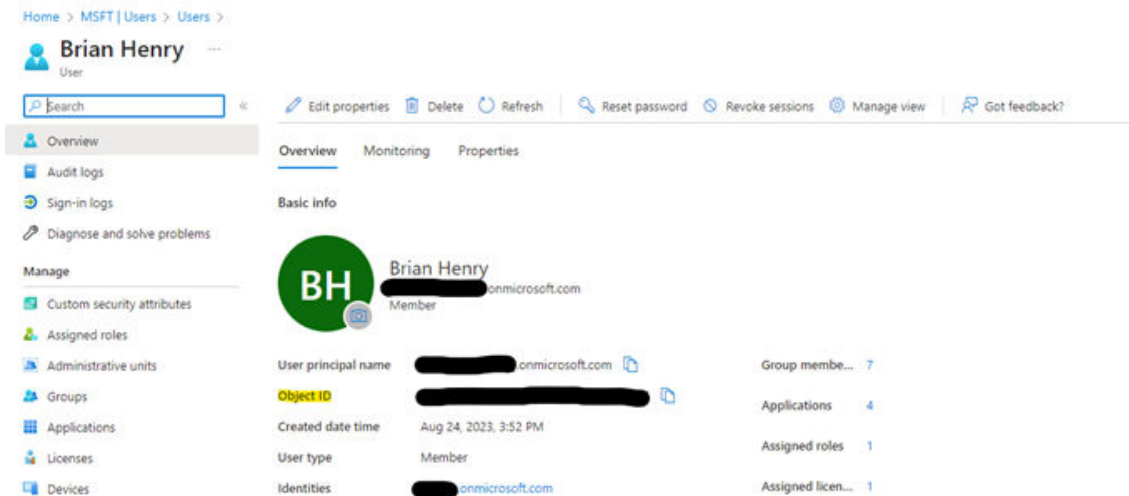 Home > MSFT | Users > Users >
Brian Henry ...
User
Search «
Edit properties Delete Refresh Reset password Revoke sessions Manage view Got feedback?
Overview
Audit logs
Sign-in logs
Diagnose and solve problems
Manage
Custom security attributes
Assigned roles
Administrative units
Groups
Applications
Licenses
Devices
Overview Monitoring Properties
Basic info
BH
Brian Henry
onmicrosoft.com
Member
User principal name .onmicrosoft.com
Object ID
Created date time Aug 24, 2023, 3:52 PM
User type Member
Identities .onmicrosoft.com
Group membe... 7
Applications 4
Assigned roles 1
Assigned licen... 1